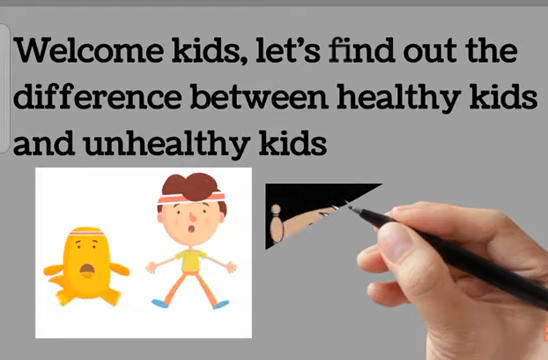 Welcome kids, let's find out the
difference between healthy kids
and unhealthy kids